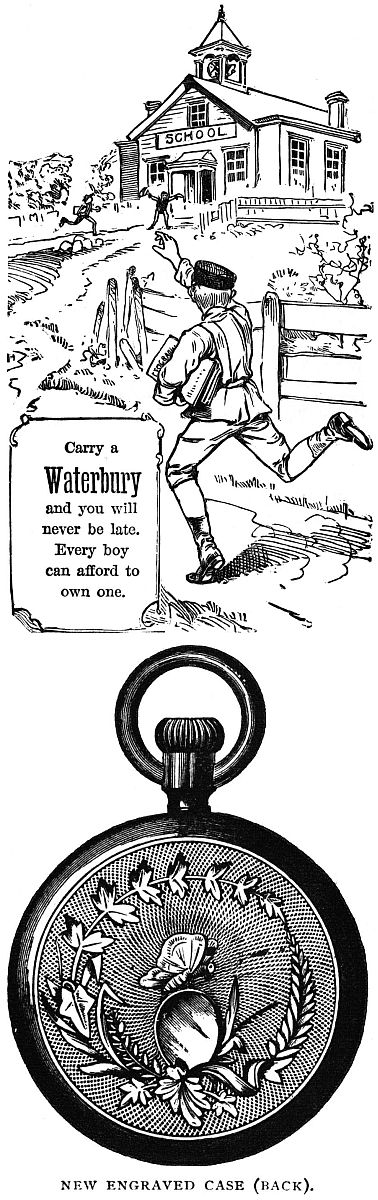 SCHOOL
Carry a
Waterbury
and you will
never be late.
Every boy
can afford to
own one.
NEW ENGRAVED CASE (BACK).